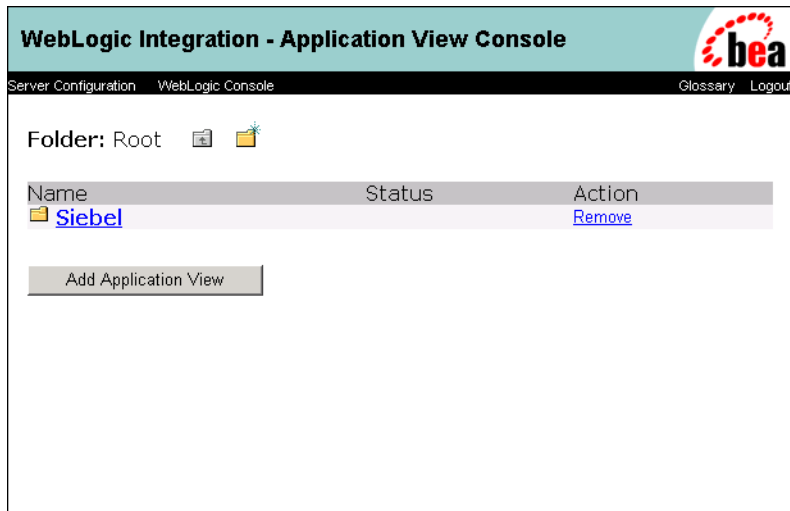 WebLogic Integration - Application View Console
bea
Server Configuration WebLogic Console Glossary Logout
Folder: Root
Name Status Action
Siebel Remove
Add Application View